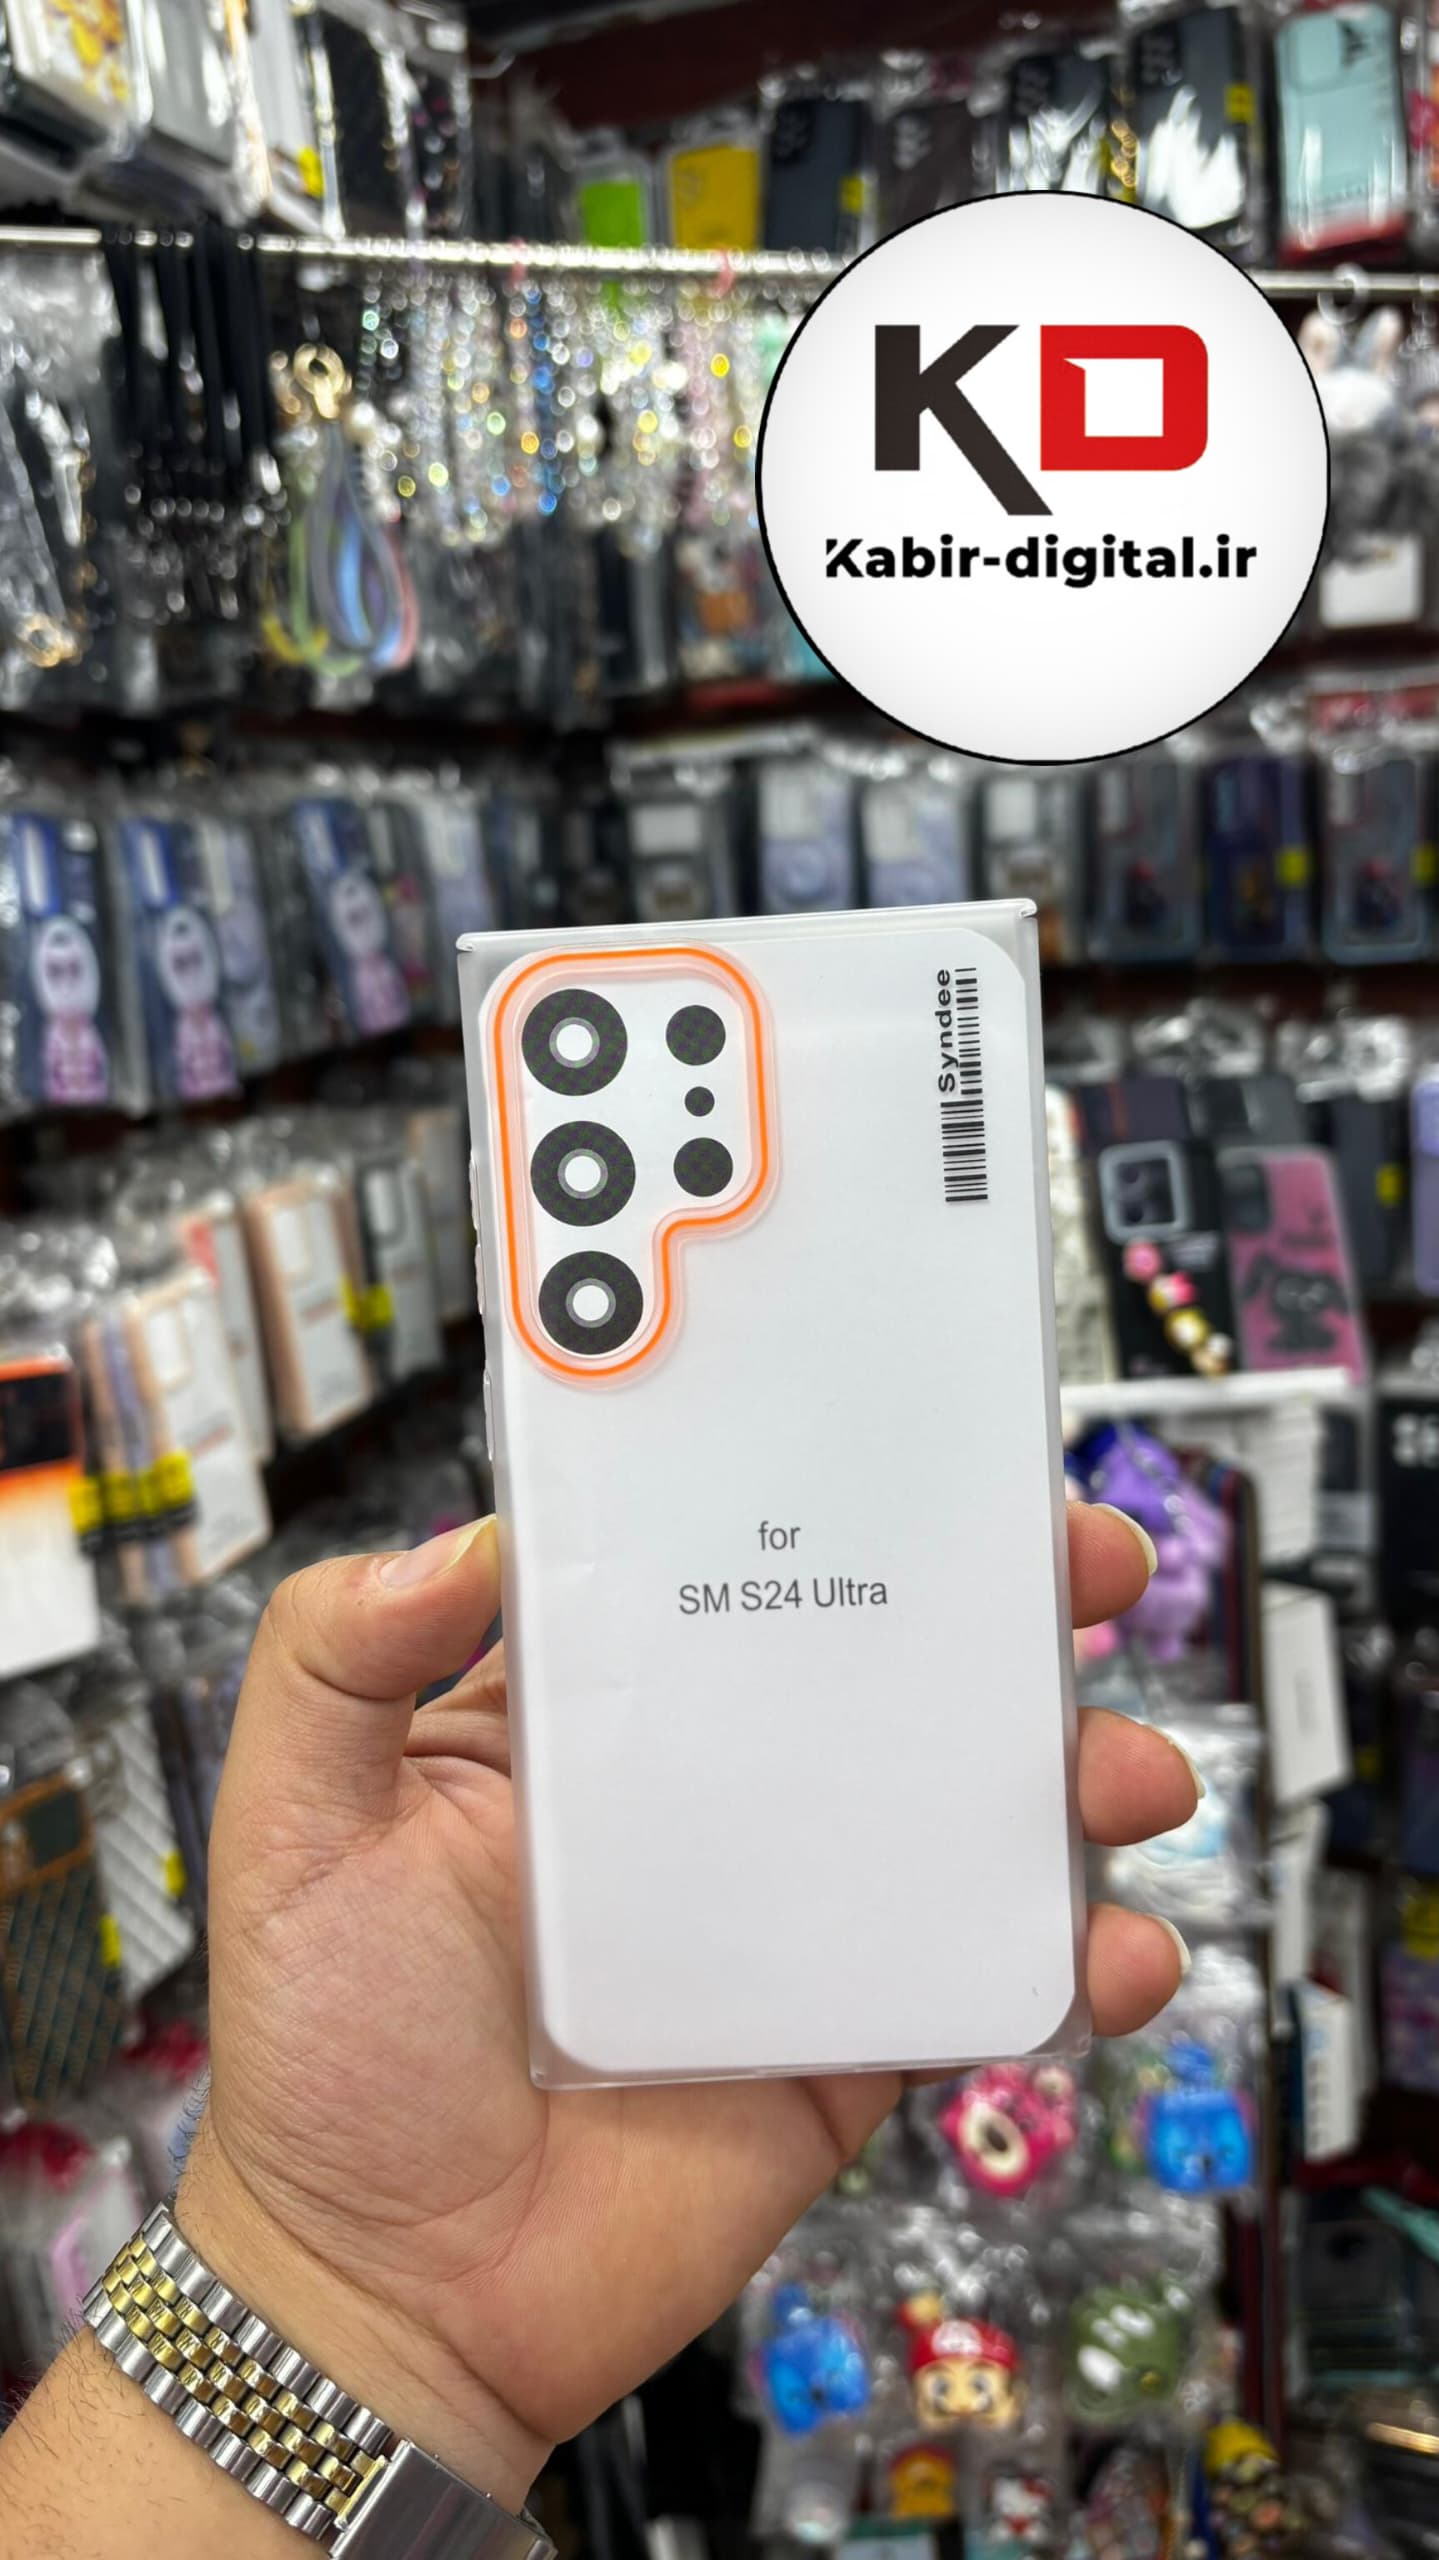 KD
Kabir-digital.ir
Syndee
for
SM S24 Ultra